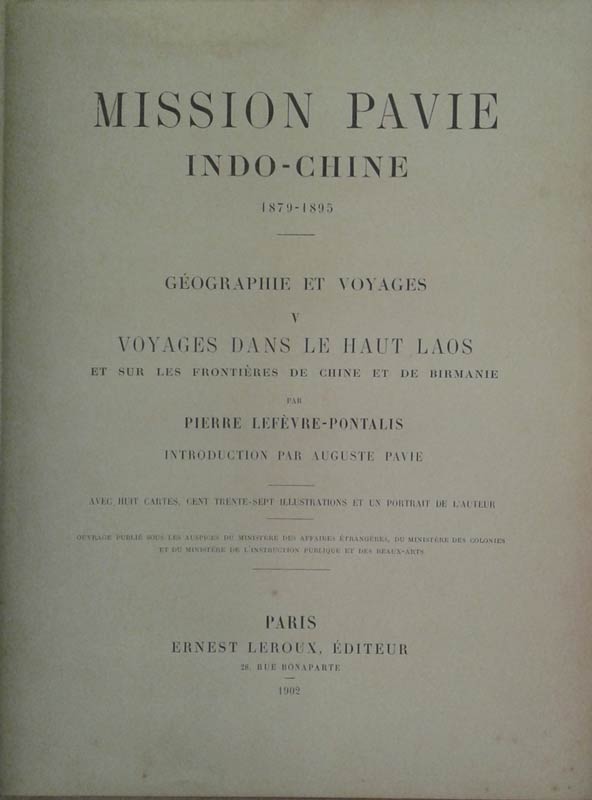 MISSION PAVIE
INDO-CHINE
1879-1895
GÉOGRAPHIE ET VOYAGES
V
VOYAGES DANS LE HAUT LAOS
ET SUR LES FRONTIÈRES DE CHINE ET DE BIRMANIE
PAR
PIERRE LEFÈVRE-PONTALIS
INTRODUCTION PAR AUGUSTE PAVIE
AVEC HUIT CARTES, CENT TRENTE-SEPT ILLUSTRATIONS ET UN PORTRAIT DE L'AUTEUR
OUVRAGE PUBLIÉ SOUS LES AUSPICES DU MINISTÈRE DES AFFAIRES ÉTRANGÈRES, DU MINISTÈRE DES COLONIES
ET DU MINISTÈRE DE L'INSTRUCTION PUBLIQUE ET DES BEAUX-ARTS
PARIS
ERNEST LEROUX, ÉDITEUR
28, RUE BONAPARTE
1902